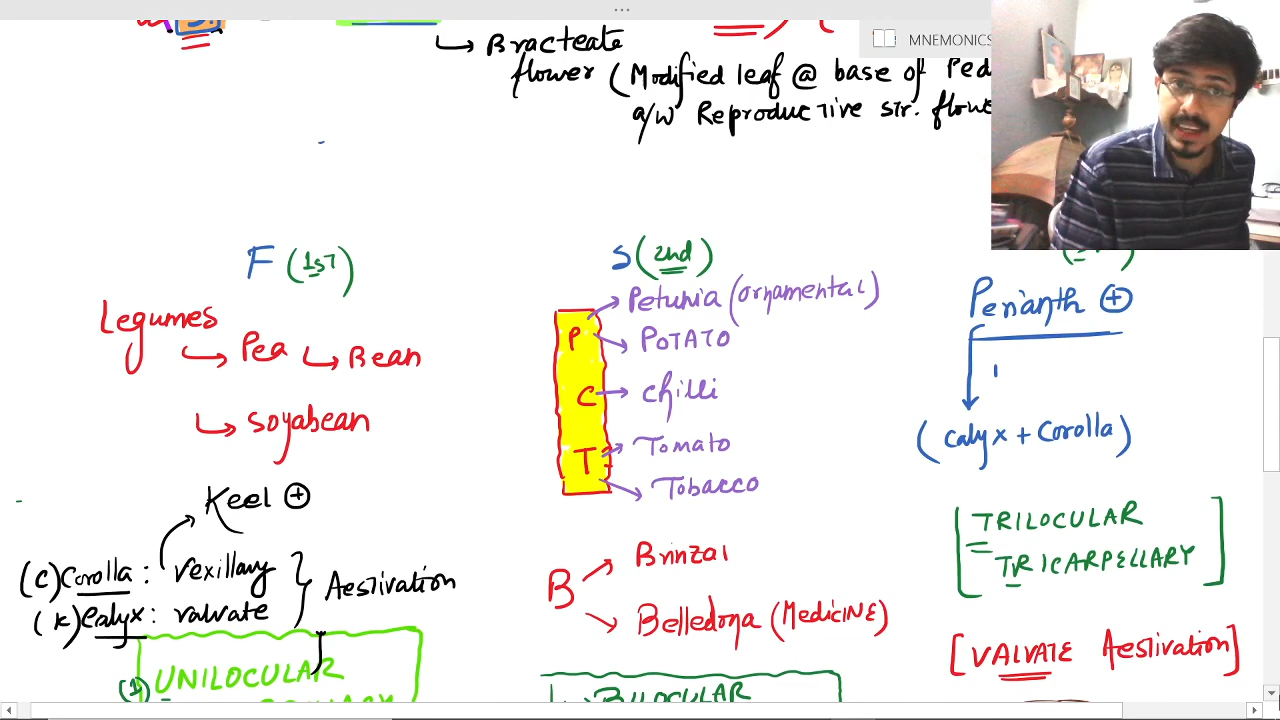 Bracteate
MNEMONICS
flower (Modified leaf @ base of Ped
a/w Reproductive str. flow
F (1st)
S (2nd)
Legumes
Pea
Bean
Soyabean
Keel +
(C) Corolla : Vexillary
(K) Calyx : valvate
Aestivation
(1)
UNILOCULAR
P
Petunia (ornamental)
POTATO
C
chilli
T
Tomato
Tobacco
B
Brinzal
Belledona (Medicine)
BILOCULAR
Perianth +
(calyx + corolla)
TRILOCULAR
TRICARPELLARY
[VALVATE Aestivation]